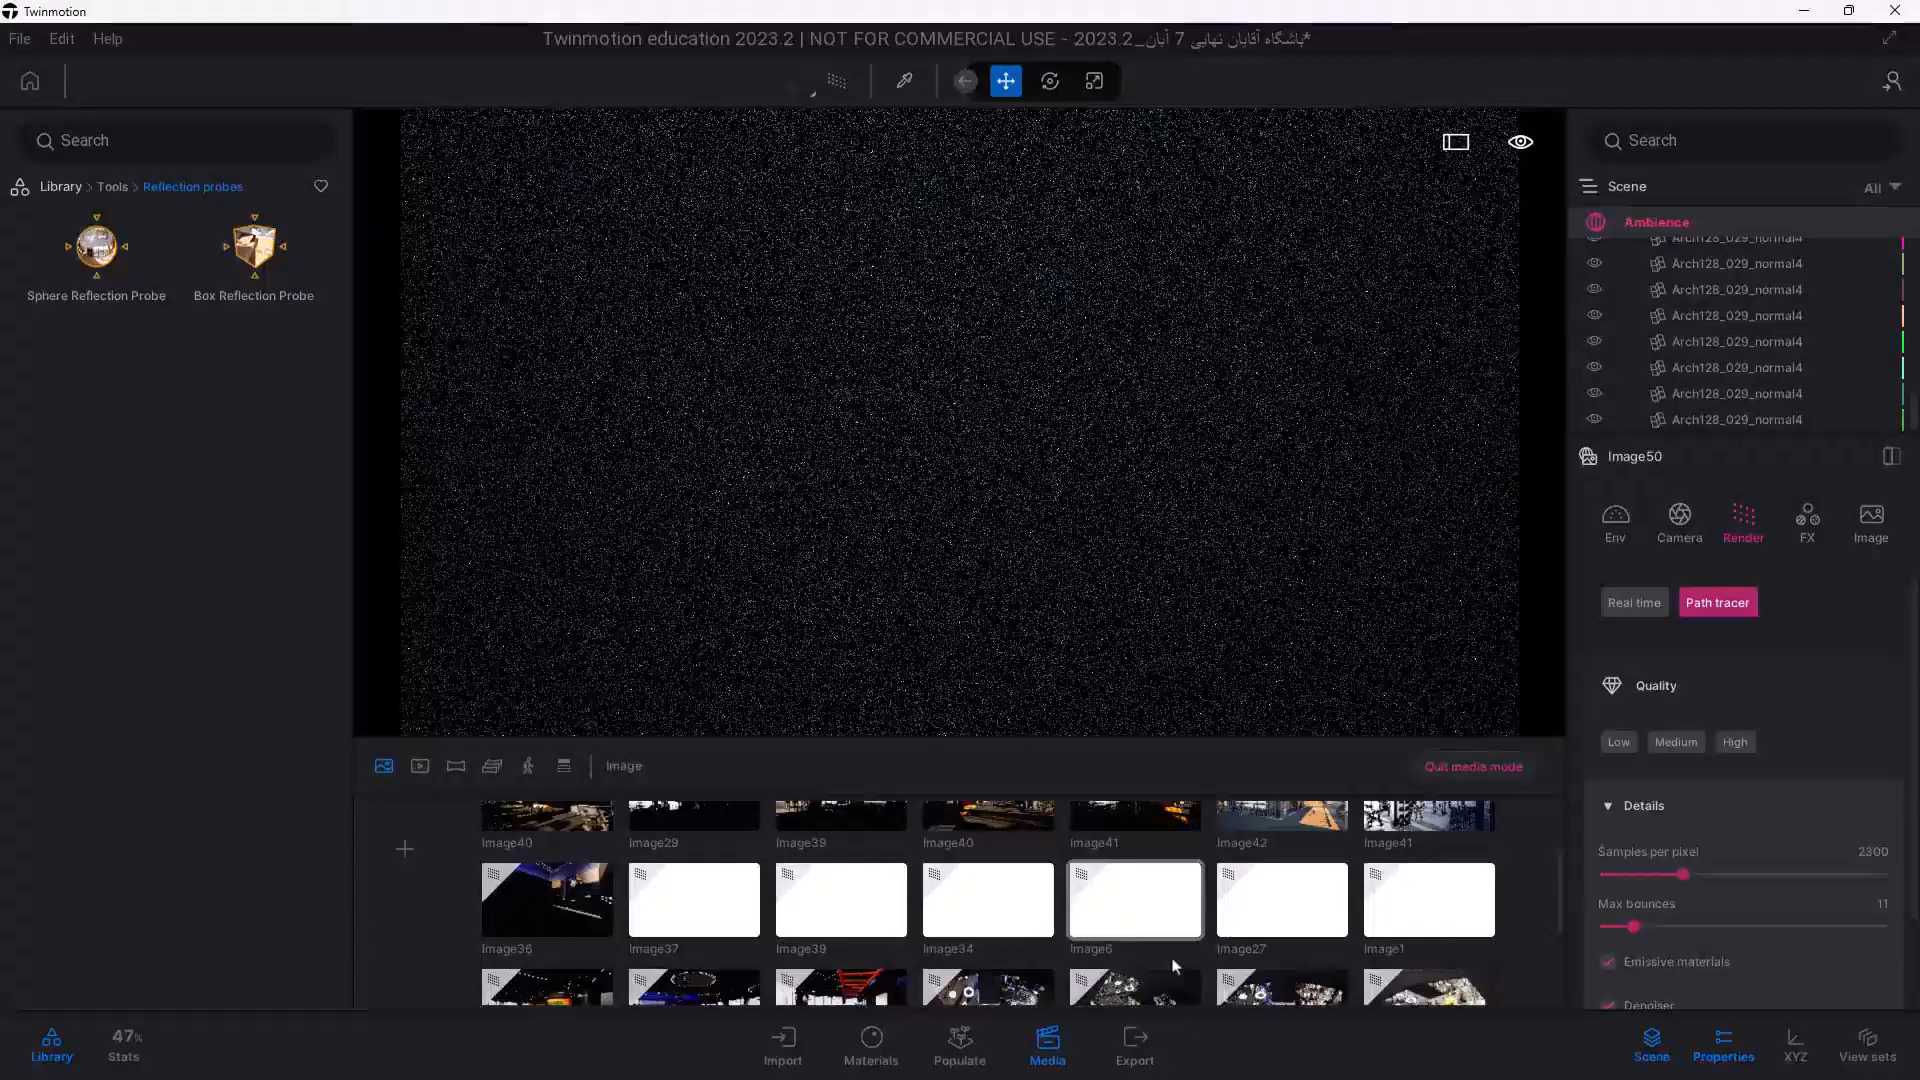 Twinmotion
File Edit Help
Twinmotion education 2023.2 | NOT FOR COMMERCIAL USE - 2023.2_باشگاه آقایان نهایی 7 آبان*
Search
Library > Tools > Reflection probes
Sphere Reflection Probe
Box Reflection Probe
Search
Scene
All
Ambience
Arch128_029_normal4
Arch128_029_normal4
Arch128_029_normal4
Arch128_029_normal4
Arch128_029_normal4
Arch128_029_normal4
Arch128_029_normal4
Arch128_029_normal4
Image50
Env Camera Render FX Image
Real time Path tracer
Quality
Low Medium High
Details
Samples per pixel 2300
Max bounces 11
Emissive materials
Denoiser
Image
Quit media mode
Image40 Image29 Image39 Image40 Image41 Image42 Image41
Image36 Image37 Image39 Image34 Image6 Image27 Image1
Library
47%
Stats
Import Materials Populate Media Export
Scene Properties XYZ View sets